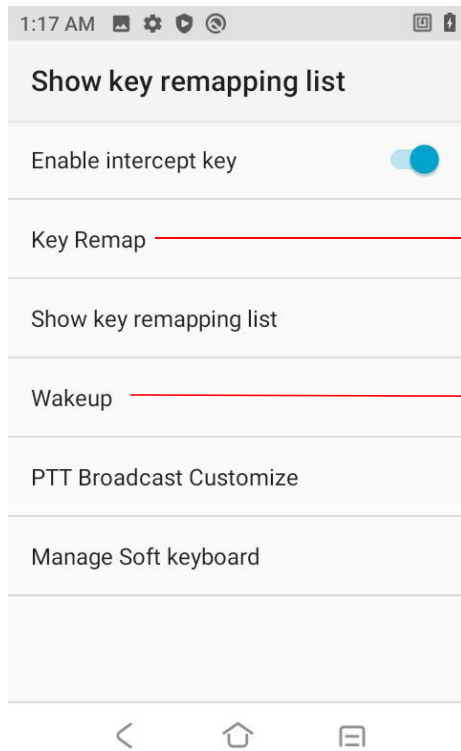 1:17 AM
Show key remapping list
Enable intercept key
Key Remap
Show key remapping list
Wakeup
PTT Broadcast Customize
Manage Soft keyboard